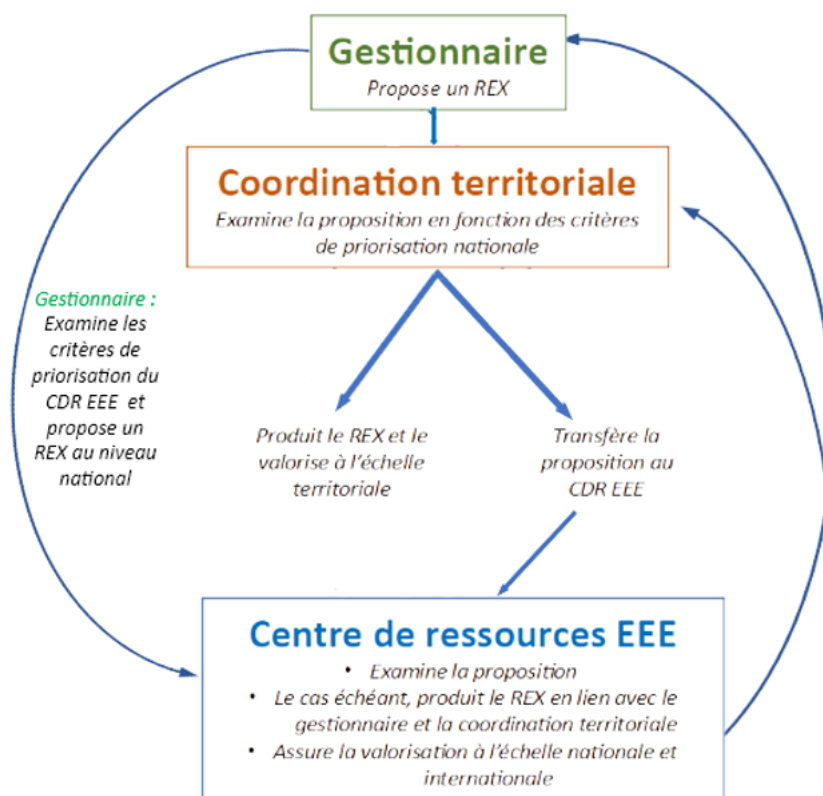 Gestionnaire
Propose un REX
Coordination territoriale
Examine la proposition en fonction des critères
de priorisation nationale
Gestionnaire :
Examine les
critères de
priorisation du
CDR EEE et
propose un
REX au niveau
national
Produit le REX et le
valorise à l'échelle
territoriale
Transfère la
proposition au
CDR EEE
Centre de ressources EEE
• Examine la proposition
• Le cas échéant, produit le REX en lien avec le
gestionnaire et la coordination territoriale
• Assure la valorisation à l'échelle nationale et
internationale